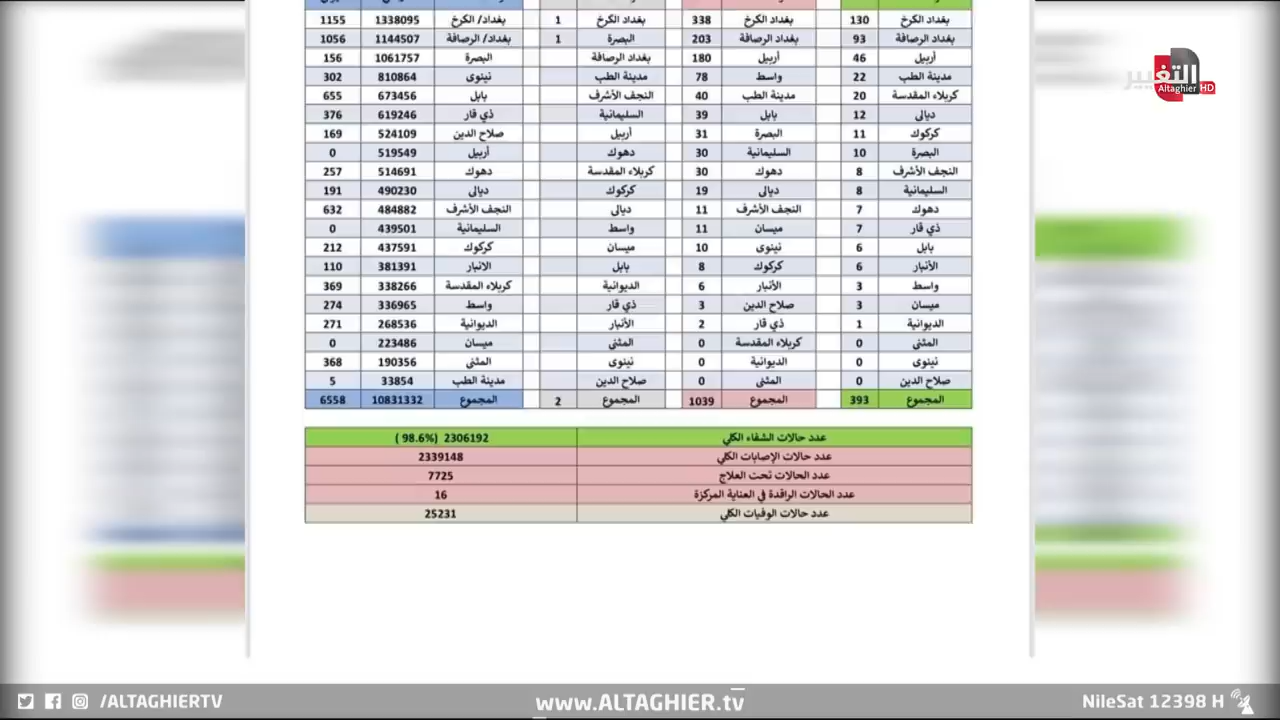 التغيير
Altaghier HD
بغداد الكرخ 130 بغداد الكرخ 338 بغداد الكرخ 1 بغداد/ الكرخ 1338095 1155
بغداد الرصافة 93 بغداد الرصافة 203 البصرة 1 بغداد/ الرصافة 1144507 1056
أربيل 46 أربيل 180 بغداد الرصافة البصرة 1061757 156
مدينة الطب 22 واسط 78 مدينة الطب نينوى 810864 302
كربلاء المقدسة 20 مدينة الطب 40 النجف الأشرف بابل 673456 655
ديالى 12 بابل 39 السليمانية ذي قار 619246 376
كركوك 11 البصرة 31 أربيل صلاح الدين 524109 169
البصرة 10 السليمانية 30 دهوك أربيل 519549 0
النجف الأشرف 8 دهوك 30 كربلاء المقدسة دهوك 514691 257
السليمانية 8 ديالى 19 كركوك ديالى 490230 191
دهوك 7 النجف الأشرف 11 ديالى النجف الأشرف 484882 632
ذي قار 7 ميسان 11 واسط السليمانية 439501 0
بابل 6 نينوى 10 ميسان كركوك 437591 212
الأنبار 6 كركوك 8 بابل الانبار 381391 110
واسط 3 الأنبار 6 الديوانية كربلاء المقدسة 338266 369
ميسان 3 صلاح الدين 3 ذي قار واسط 336965 274
الديوانية 1 ذي قار 2 الأنبار الديوانية 268536 271
المثنى 0 كربلاء المقدسة 0 المثنى ميسان 223486 0
نينوى 0 الديوانية 0 نينوى المثنى 190356 368
صلاح الدين 0 المثنى 0 صلاح الدين مدينة الطب 33854 5
المجموع 393 المجموع 1039 المجموع 2 المجموع 10831332 6558
عدد حالات الشفاء الكلي 2306192 (98.6% )
عدد حالات الإصابات الكلي 2339148
عدد الحالات تحت العلاج 7725
عدد الحالات الراقدة في العناية المركزة 16
عدد حالات الوفيات الكلي 25231
/ALTAGHIERTV
www.ALTAGHIER.tv
NileSat 12398 H